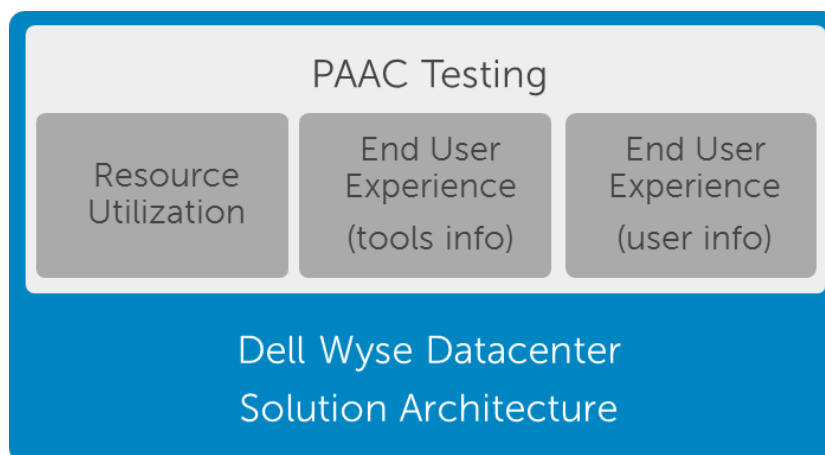 PAAC Testing
Resource
Utilization
End User
Experience
(tools info)
End User
Experience
(user info)
Dell Wyse Datacenter
Solution Architecture